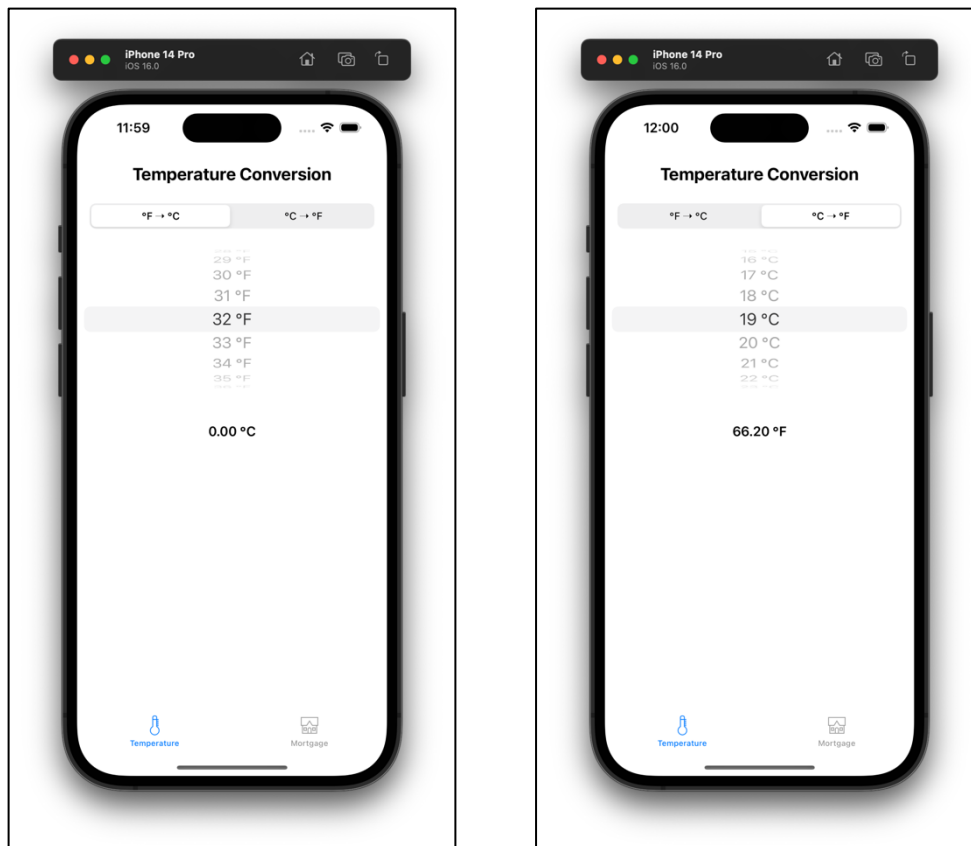 iPhone 14 Pro
iOS 16.0
11:59
Temperature Conversion
°F → °C
°C → °F
29 °F
30 °F
31 °F
32 °F
33 °F
34 °F
35 °F
0.00 °C
Temperature
Mortgage
iPhone 14 Pro
iOS 16.0
12:00
Temperature Conversion
°F → °C
°C → °F
16 °C
17 °C
18 °C
19 °C
20 °C
21 °C
22 °C
66.20 °F
Temperature
Mortgage